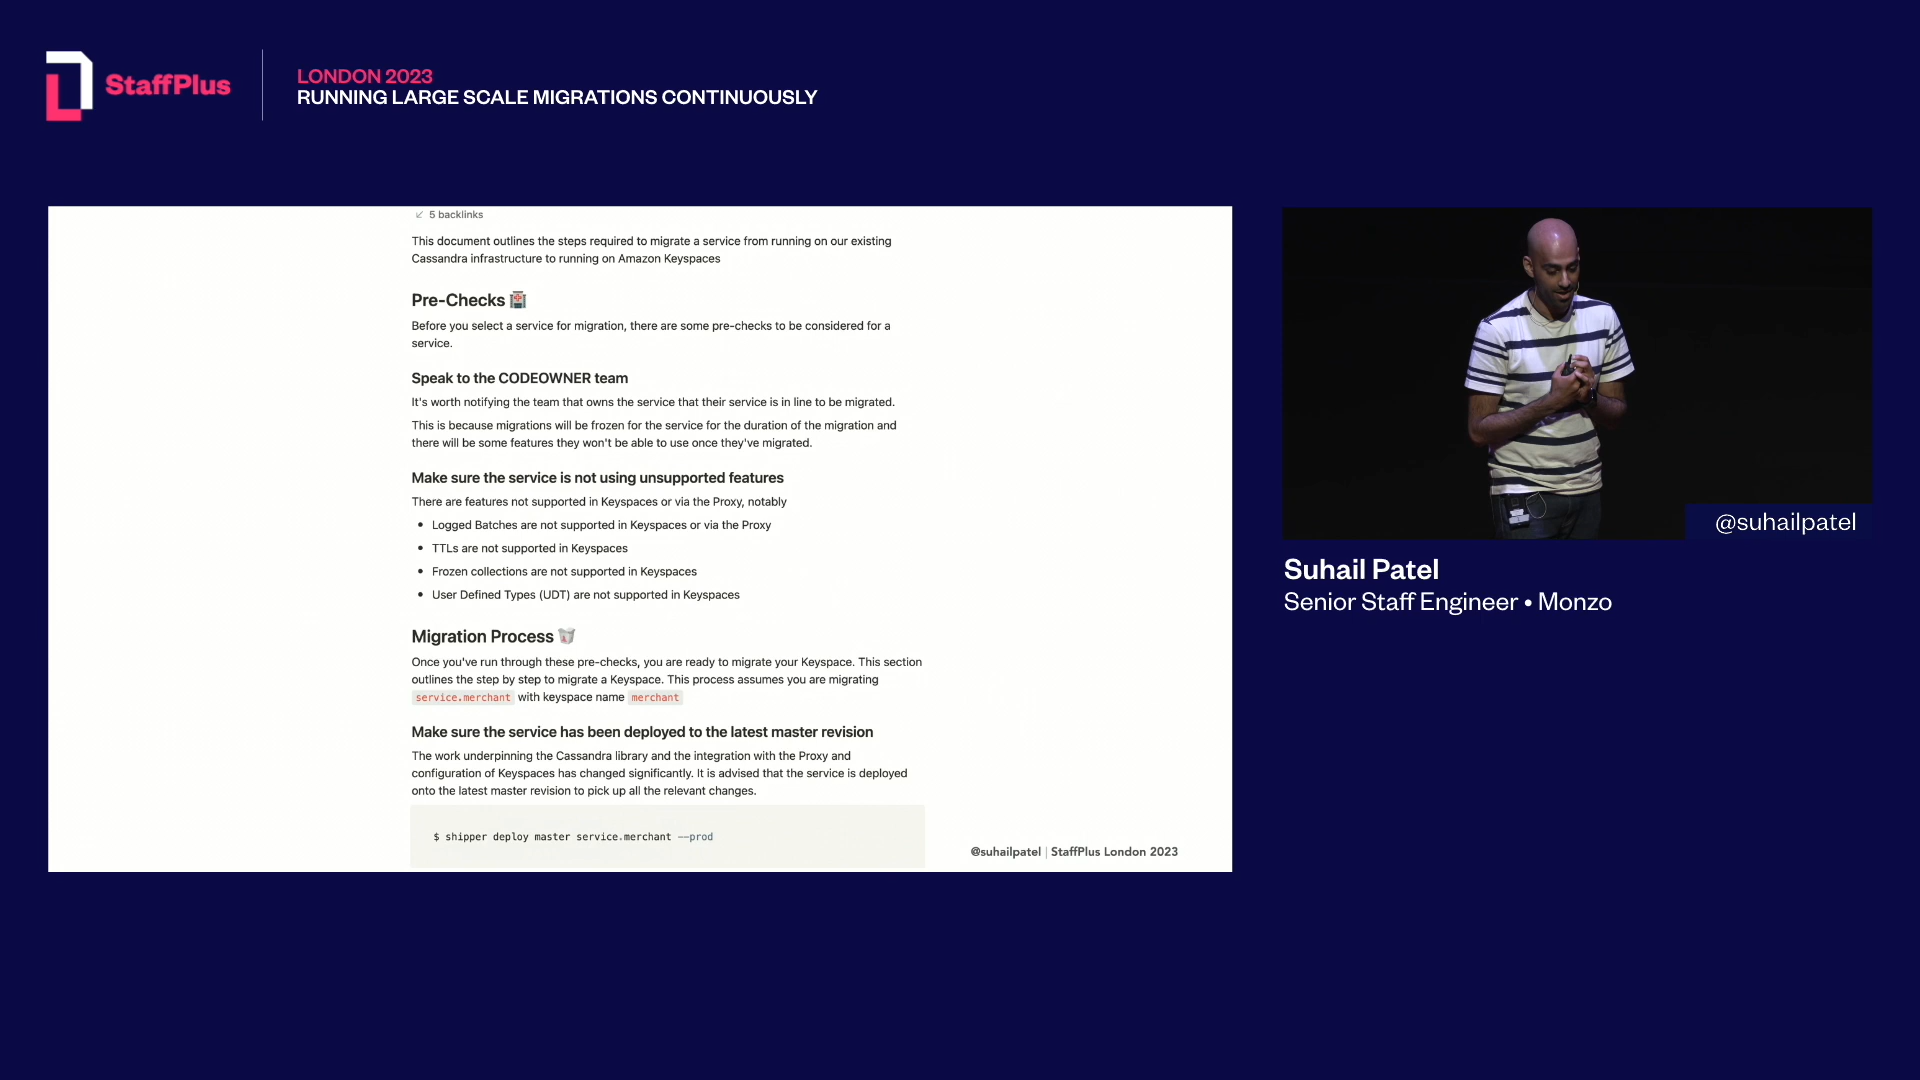 StaffPlus
LONDON 2023
RUNNING LARGE SCALE MIGRATIONS CONTINUOUSLY
5 backlinks
This document outlines the steps required to migrate a service from running on our existing
Cassandra infrastructure to running on Amazon Keyspaces
Pre-Checks
Before you select a service for migration, there are some pre-checks to be considered for a
service.
Speak to the CODEOWNER team
It's worth notifying the team that owns the service that their service is in line to be migrated.
This is because migrations will be frozen for the service for the duration of the migration and
there will be some features they won't be able to use once they've migrated.
Make sure the service is not using unsupported features
There are features not supported in Keyspaces or via the Proxy, notably
• Logged Batches are not supported in Keyspaces or via the Proxy
• TTLs are not supported in Keyspaces
• Frozen collections are not supported in Keyspaces
• User Defined Types (UDT) are not supported in Keyspaces
Migration Process
Once you've run through these pre-checks, you are ready to migrate your Keyspace. This section
outlines the step by step to migrate a Keyspace. This process assumes you are migrating
service.merchant with keyspace name merchant
Make sure the service has been deployed to the latest master revision
The work underpinning the Cassandra library and the integration with the Proxy and
configuration of Keyspaces has changed significantly. It is advised that the service is deployed
onto the latest master revision to pick up all the relevant changes.
$ shipper deploy master service.merchant --prod
@suhailpatel | StaffPlus London 2023
@suhailpatel
Suhail Patel
Senior Staff Engineer • Monzo